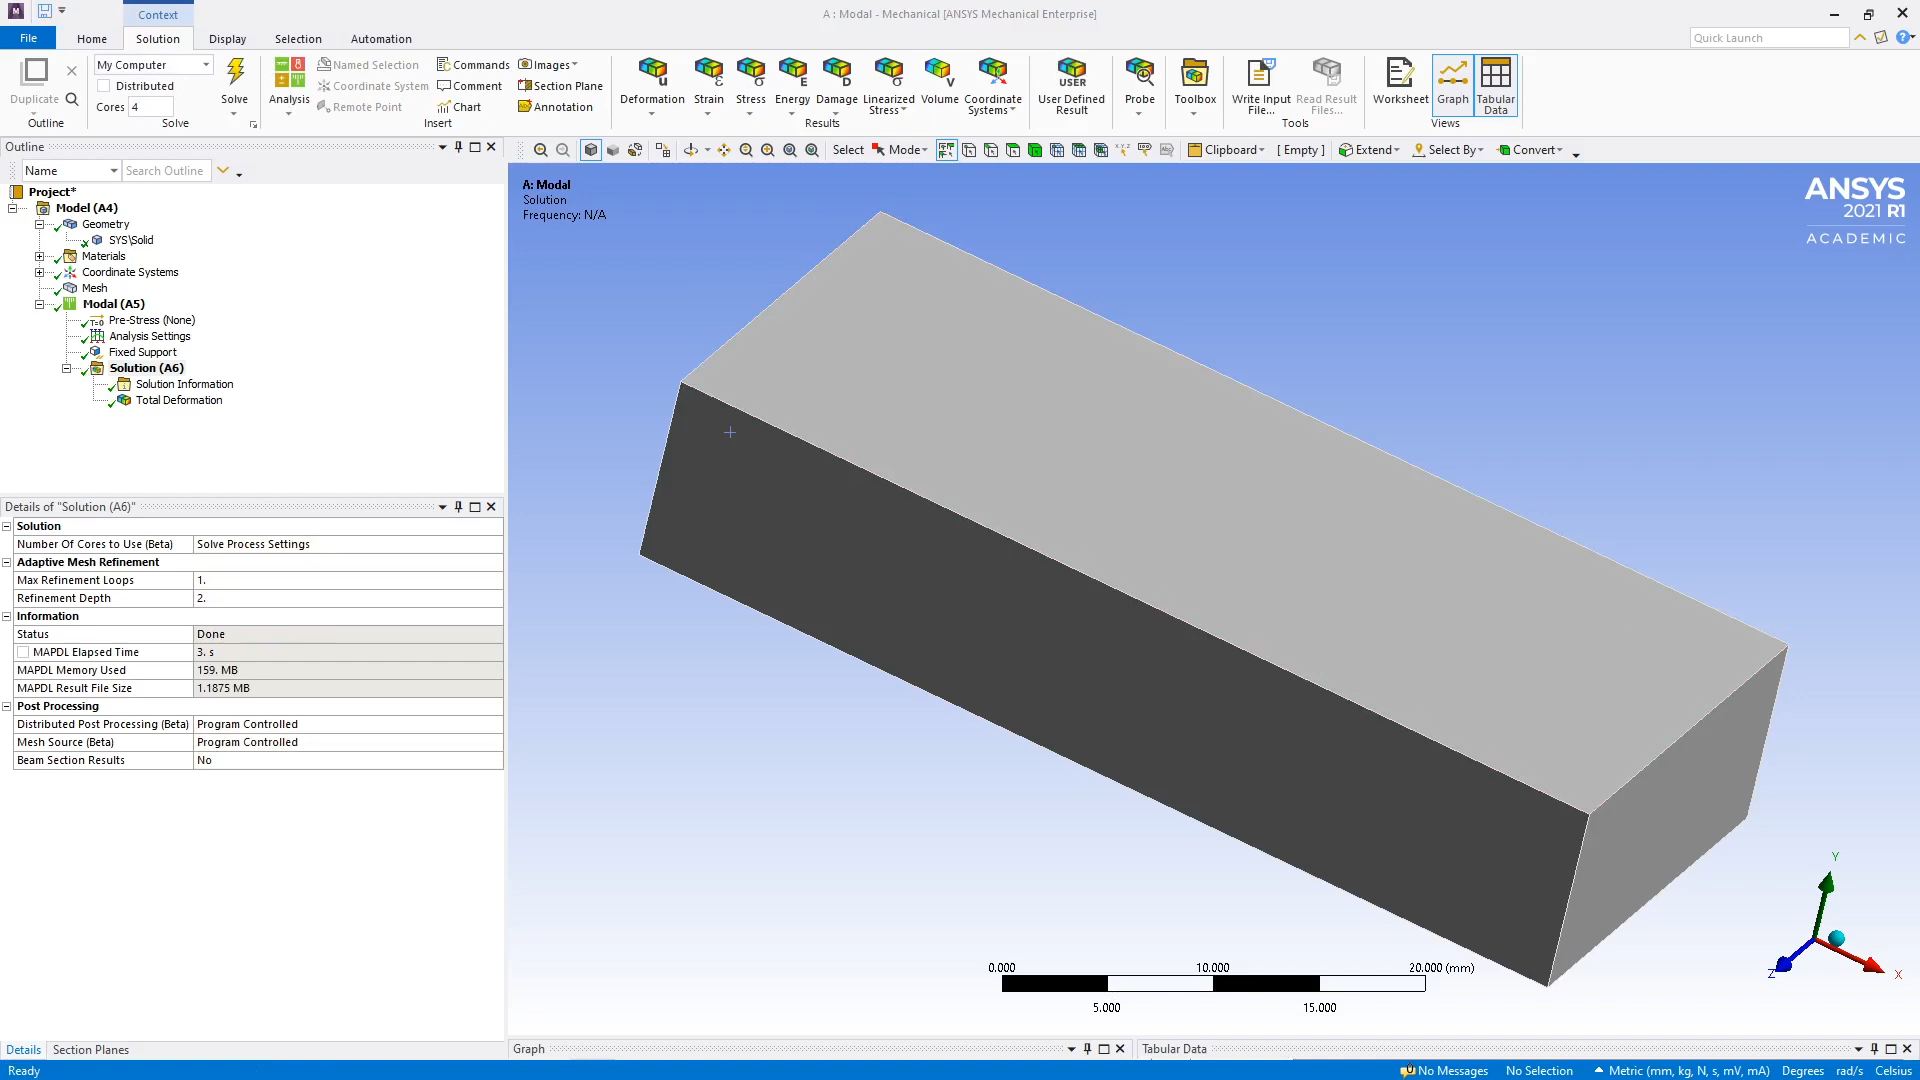 Context
A : Modal - Mechanical [ANSYS Mechanical Enterprise]
File
Home
Solution
Display
Selection
Automation
Quick Launch
Duplicate
Outline
My Computer
Distributed
Cores 4
Solve
Solve
Analysis
Named Selection
Coordinate System
Remote Point
Commands
Comment
Chart
Images
Section Plane
Annotation
Insert
Deformation
Strain
Stress
Energy
Damage
Linearized Stress
Volume
Coordinate Systems
Results
User Defined Result
Probe
Toolbox
Write Input File...
Read Result Files...
Tools
Worksheet
Graph
Tabular Data
Views
Outline
Name
Search Outline
Select
Mode
Clipboard
[ Empty ]
Extend
Select By
Convert
Project*
Model (A4)
Geometry
SYS\Solid
Materials
Coordinate Systems
Mesh
Modal (A5)
Pre-Stress (None)
Analysis Settings
Fixed Support
Solution (A6)
Solution Information
Total Deformation
Details of "Solution (A6)"
Solution
Number Of Cores to Use (Beta) Solve Process Settings
Adaptive Mesh Refinement
Max Refinement Loops 1.
Refinement Depth 2.
Information
Status Done
MAPDL Elapsed Time 3. s
MAPDL Memory Used 159. MB
MAPDL Result File Size 1.1875 MB
Post Processing
Distributed Post Processing (Beta) Program Controlled
Mesh Source (Beta) Program Controlled
Beam Section Results No
A: Modal
Solution
Frequency: N/A
ANSYS
2021 R1
ACADEMIC
0.000 10.000 20.000 (mm)
5.000 15.000
Y
Z
X
Details
Section Planes
Graph
Tabular Data
Ready
No Messages
No Selection
Metric (mm, kg, N, s, mV, mA)
Degrees
rad/s
Celsius